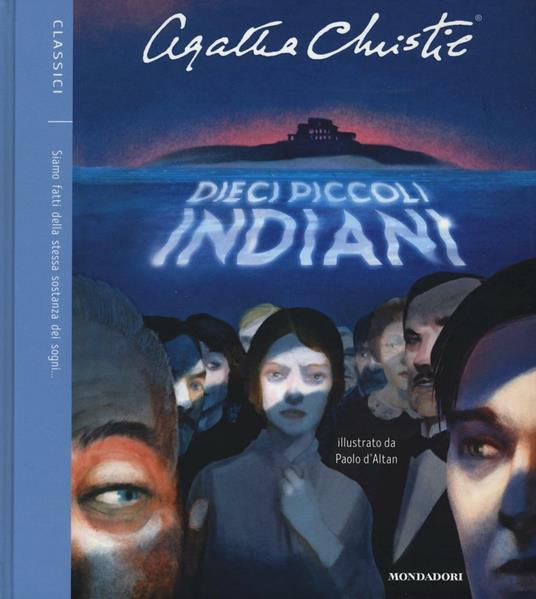 Agatha Christie®
CLASSICI
Siamo fatti della stessa sostanza dei sogni...
DIECI PICCOLI
INDIANI
illustrato da
Paolo d'Altan
MONDADORI